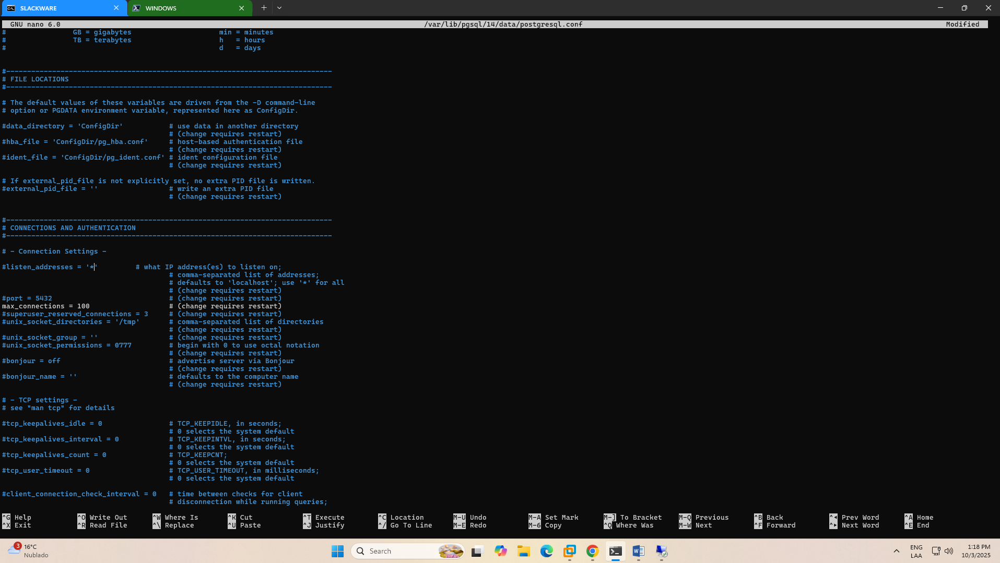 SLACKWARE
WINDOWS
GNU nano 6.0 /var/lib/pgsql/14/data/postgresql.conf Modified
# GB = gigabytes min = minutes
# TB = terabytes h = hours
# d = days
#------------------------------------------------------------------------------
# FILE LOCATIONS
#------------------------------------------------------------------------------
# The default values of these variables are driven from the -D command-line
# option or PGDATA environment variable, represented here as ConfigDir.
#data_directory = 'ConfigDir' # use data in another directory
# (change requires restart)
#hba_file = 'ConfigDir/pg_hba.conf' # host-based authentication file
# (change requires restart)
#ident_file = 'ConfigDir/pg_ident.conf' # ident configuration file
# (change requires restart)
# If external_pid_file is not explicitly set, no extra PID file is written.
#external_pid_file = '' # write an extra PID file
# (change requires restart)
#------------------------------------------------------------------------------
# CONNECTIONS AND AUTHENTICATION
#------------------------------------------------------------------------------
# - Connection Settings -
#listen_addresses = '*' # what IP address(es) to listen on;
# comma-separated list of addresses;
# defaults to 'localhost'; use '*' for all
# (change requires restart)
#port = 5432 # (change requires restart)
max_connections = 100 # (change requires restart)
#superuser_reserved_connections = 3 # (change requires restart)
#unix_socket_directories = '/tmp' # comma-separated list of directories
# (change requires restart)
#unix_socket_group = '' # (change requires restart)
#unix_socket_permissions = 0777 # begin with 0 to use octal notation
# (change requires restart)
#bonjour = off # advertise server via Bonjour
# (change requires restart)
#bonjour_name = '' # defaults to the computer name
# (change requires restart)
# - TCP settings -
# see "man tcp" for details
#tcp_keepalives_idle = 0 # TCP_KEEPIDLE, in seconds;
# 0 selects the system default
#tcp_keepalives_interval = 0 # TCP_KEEPINTVL, in seconds;
# 0 selects the system default
#tcp_keepalives_count = 0 # TCP_KEEPCNT;
# 0 selects the system default
#tcp_user_timeout = 0 # TCP_USER_TIMEOUT, in milliseconds;
# 0 selects the system default
#client_connection_check_interval = 0 # time between checks for client
# disconnection while running queries;
^G Help ^O Write Out ^W Where Is ^K Cut ^T Execute ^C Location M-U Undo M-A Set Mark M-] To Bracket M-Q Previous ^B Back ^◂ Prev Word ^A Home
^X Exit ^R Read File ^\ Replace ^U Paste ^J Justify ^/ Go To Line M-E Redo M-6 Copy ^Q Where Was M-W Next ^F Forward ^▸ Next Word ^E End
3
16°C
Nublado
Search
ENG
LAA
1:18 PM
10/3/2025